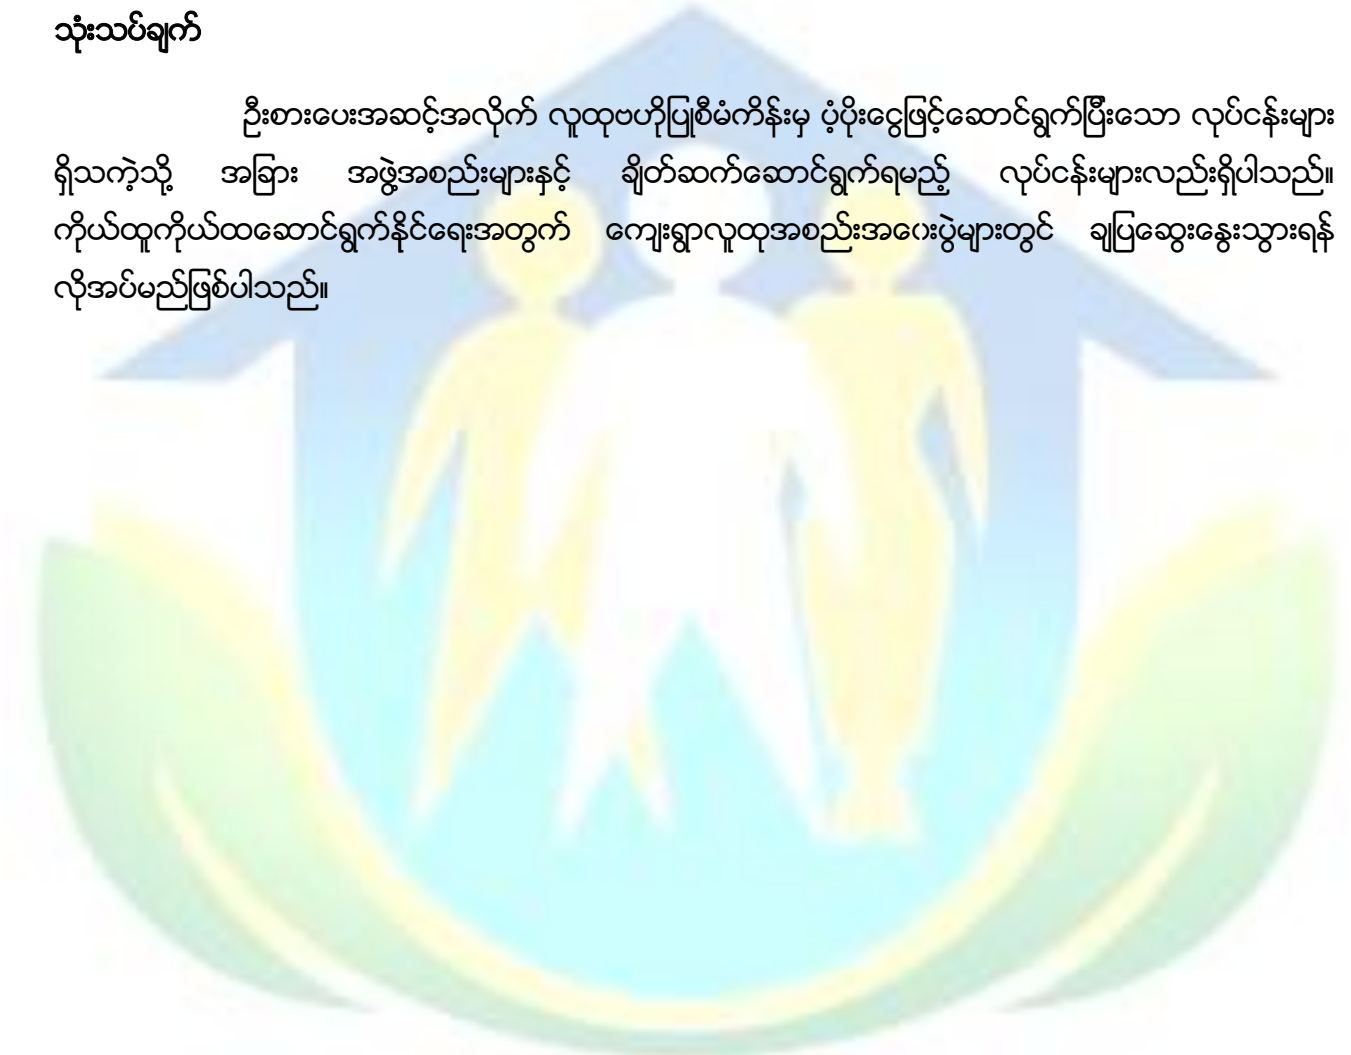 သုံးသပ်ချက်
ဦးစားပေးအဆင့်အလိုက် လူထုဗဟိုပြုစီမံကိန်းမှ ပံ့ပိုးငွေဖြင့်ဆောင်ရွက်ပြီးသော လုပ်ငန်းများ
ရှိသကဲ့သို့ အခြား အဖွဲ့အစည်းများနှင့် ချိတ်ဆက်ဆောင်ရွက်ရမည့် လုပ်ငန်းများလည်းရှိပါသည်။
ကိုယ်ထူကိုယ်ထဆောင်ရွက်နိုင်ရေးအတွက် ကျေးရွာလူထုအစည်းအဝေးပွဲများတွင် ချပြဆွေးနွေးသွားရန်
လိုအပ်မည်ဖြစ်ပါသည်။